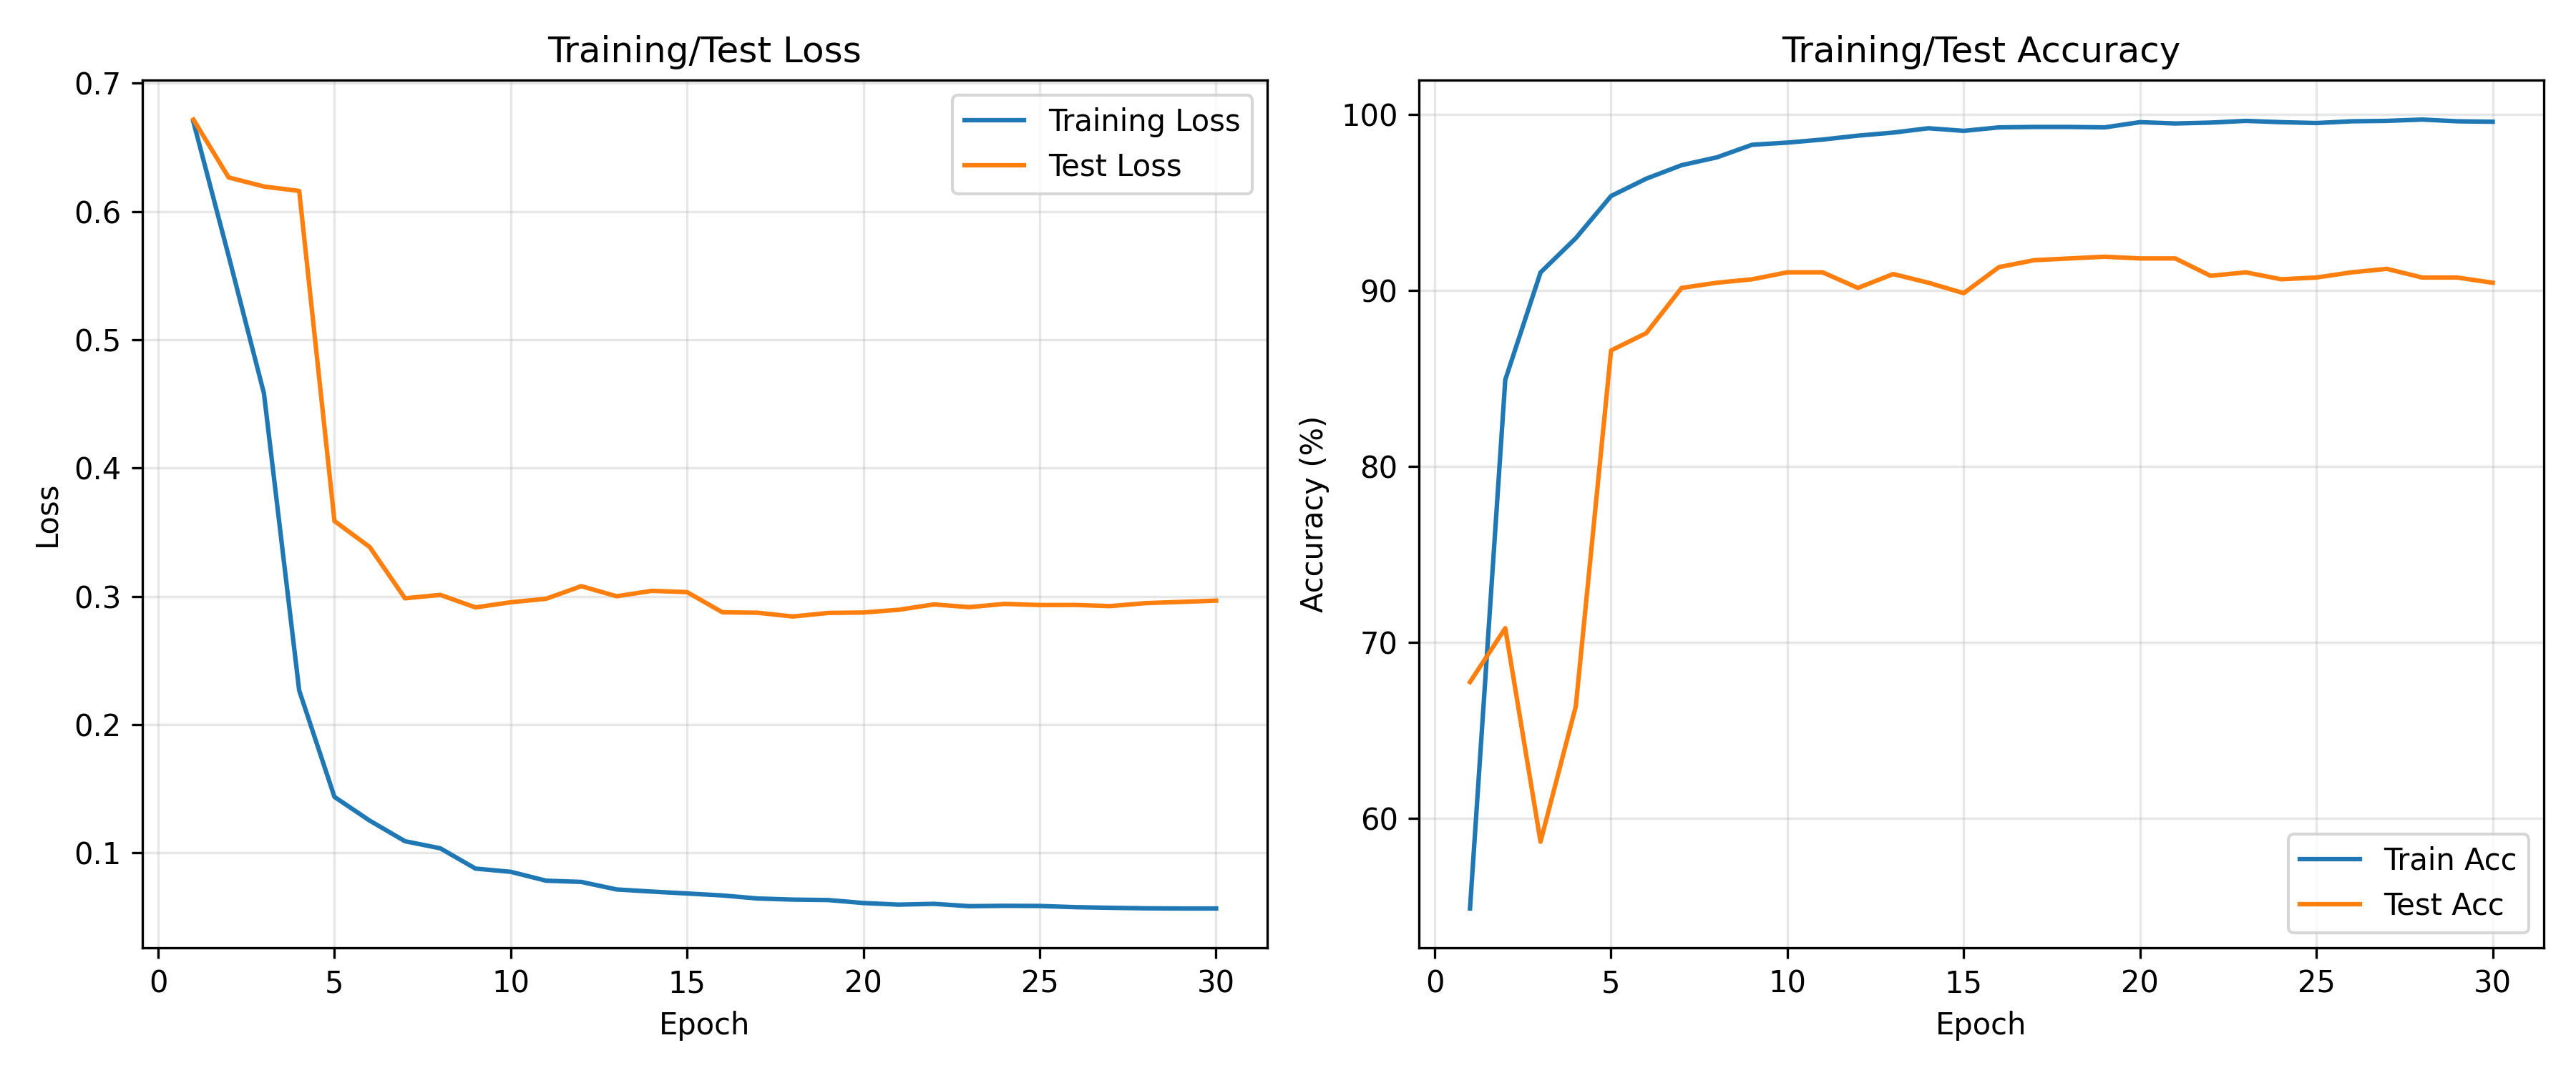 Training/Test Loss
0.7
0.6
0.5
0.4
0.3
0.2
0.1
Loss
Training Loss
Test Loss
0 5 10 15 20 25 30
Epoch
Training/Test Accuracy
100
90
80
70
60
Accuracy (%)
Train Acc
Test Acc
0 5 10 15 20 25 30
Epoch